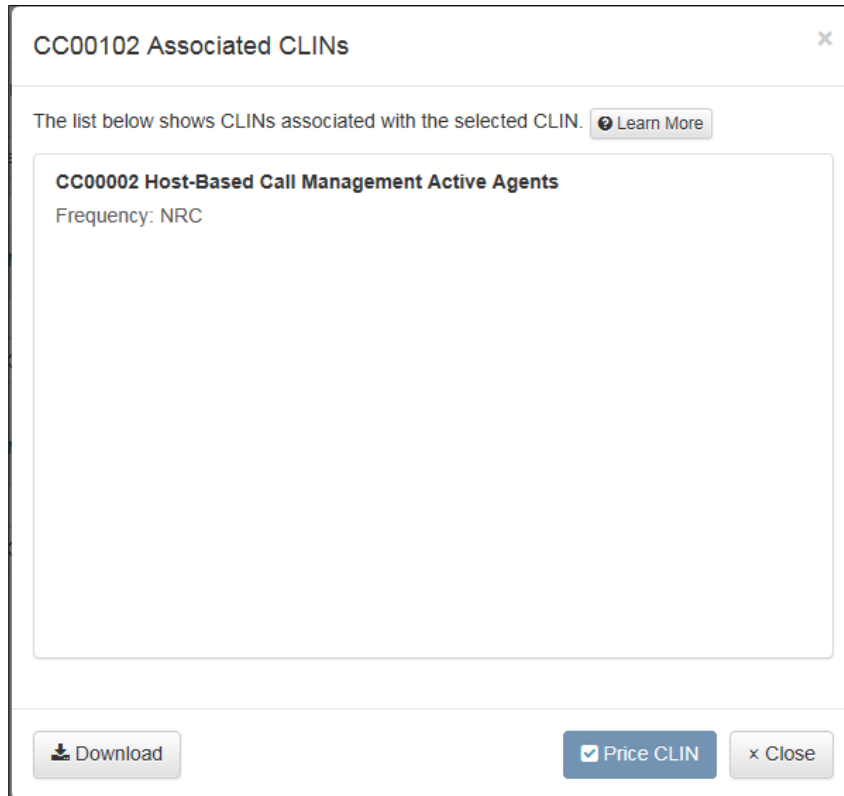 CC00102 Associated CLINs
×
The list below shows CLINs associated with the selected CLIN. Learn More
CC00002 Host-Based Call Management Active Agents
Frequency: NRC
Download Price CLIN × Close